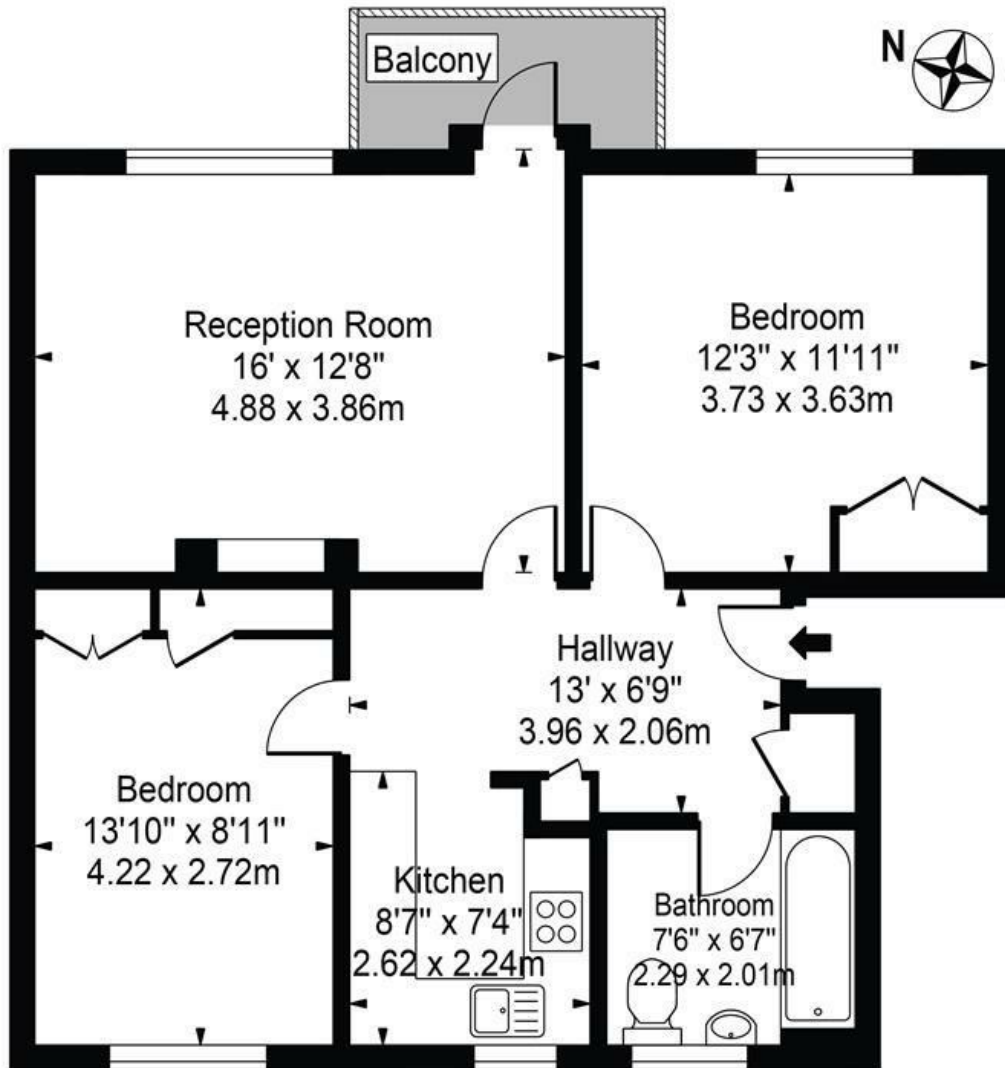 Balcony
N
Reception Room
16' x 12'8"
4.88 x 3.86m
Bedroom
12'3" x 11'11"
3.73 x 3.63m
Hallway
13' x 6'9"
3.96 x 2.06m
Bedroom
13'10" x 8'11"
4.22 x 2.72m
Kitchen
8'7" x 7'4"
2.62 x 2.24m
Bathroom
7'6" x 6'7"
2.29 x 2.01m